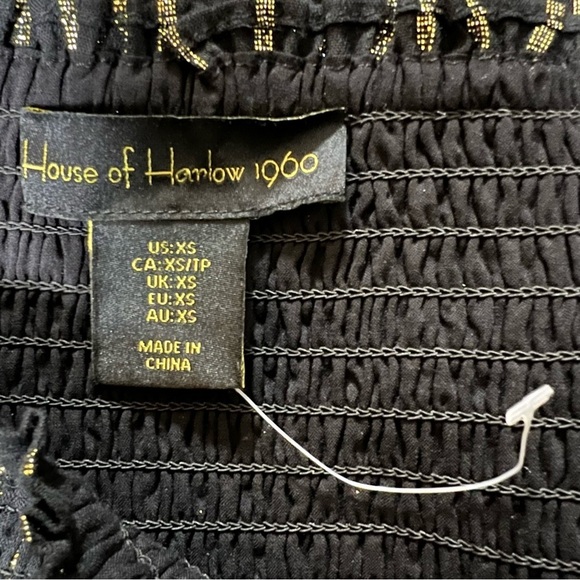 House of Harlow 1960
US:XS
CA:XS/TP
UK:XS
EU:XS
AU:XS
MADE IN
CHINA